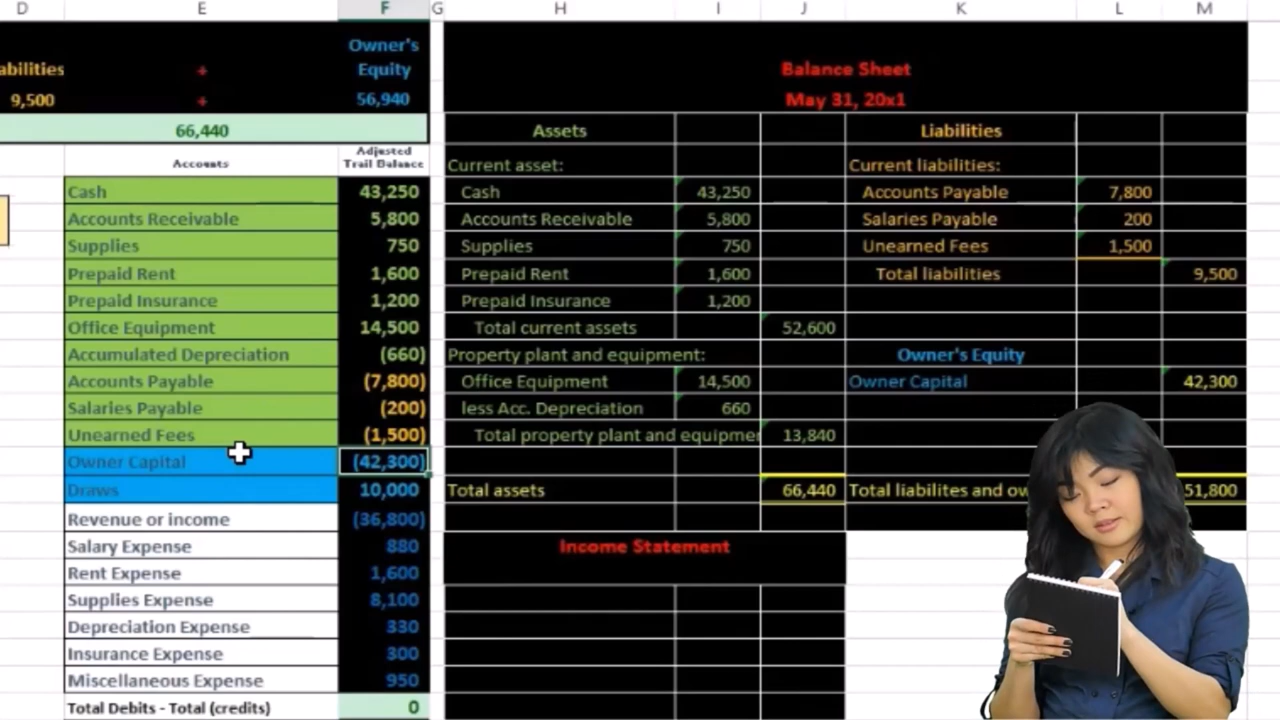 D E F G H I J K L M
abilities + Owner's Equity
9,500 + 56,940
66,440
Accounts Adjusted Trail Balance
Cash 43,250
Accounts Receivable 5,800
Supplies 750
Prepaid Rent 1,600
Prepaid Insurance 1,200
Office Equipment 14,500
Accumulated Depreciation (660)
Accounts Payable (7,800)
Salaries Payable (200)
Unearned Fees (1,500)
Owner Capital (42,300)
Draws 10,000
Revenue or income (36,800)
Salary Expense 880
Rent Expense 1,600
Supplies Expense 8,100
Depreciation Expense 330
Insurance Expense 300
Miscellaneous Expense 950
Total Debits - Total (credits) 0
Balance Sheet
May 31, 20x1
Assets
Current asset:
Cash 43,250
Accounts Receivable 5,800
Supplies 750
Prepaid Rent 1,600
Prepaid Insurance 1,200
Total current assets 52,600
Property plant and equipment:
Office Equipment 14,500
less Acc. Depreciation 660
Total property plant and equipmer 13,840
Total assets 66,440
Liabilities
Current liabilities:
Accounts Payable 7,800
Salaries Payable 200
Unearned Fees 1,500
Total liabilities 9,500
Owner's Equity
Owner Capital 42,300
Total liabilites and ow 51,800
Income Statement